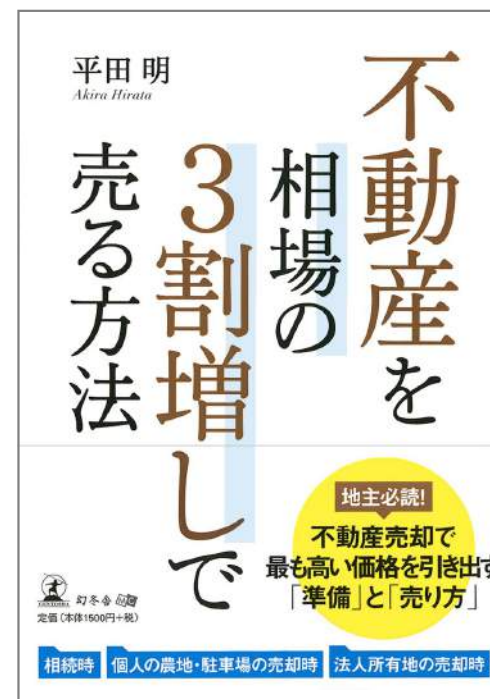 不動産を
相場の
3割増しで
売る方法
平田 明
Akira Hirata
地主必読!
不動産売却で
最も高い価格を引き出す
「準備」と「売り方」
幻冬舎
定価（本体1500円+税）
相続時
個人の農地・駐車場の売却時
法人所有地の売却時